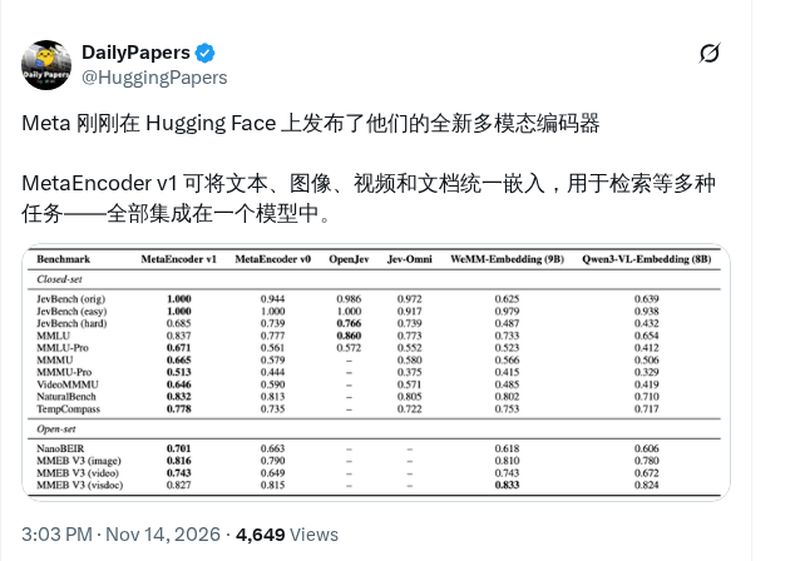 DailyPapers
@HuggingPapers
Meta 刚刚在 Hugging Face 上发布了他们的全新多模态编码器
MetaEncoder v1 可将文本、图像、视频和文档统一嵌入，用于检索等多种
任务——全部集成在一个模型中。
Benchmark MetaEncoder v1 MetaEncoder v0 OpenJev Jev-Omni WeMM-Embedding (9B) Qwen3-VL-Embedding (8B)
Closed-set
JevBench (orig) 1.000 0.944 0.986 0.972 0.625 0.639
JevBench (easy) 1.000 1.000 1.000 0.917 0.979 0.938
JevBench (hard) 0.685 0.739 0.766 0.739 0.487 0.432
MMLU 0.837 0.777 0.860 0.773 0.733 0.654
MMLU-Pro 0.671 0.561 0.572 0.552 0.523 0.412
MMMU 0.665 0.579 – 0.580 0.566 0.506
MMMU-Pro 0.513 0.444 – 0.375 0.415 0.329
VideoMMMU 0.646 0.590 – 0.571 0.485 0.419
NaturalBench 0.832 0.813 – 0.805 0.802 0.710
TempCompass 0.778 0.735 – 0.722 0.753 0.717
Open-set
NanoBEIR 0.701 0.663 – – 0.618 0.606
MMEB V3 (image) 0.816 0.790 – – 0.810 0.780
MMEB V3 (video) 0.743 0.649 – – 0.743 0.672
MMEB V3 (visdoc) 0.827 0.815 – – 0.833 0.824
3:03 PM · Nov 14, 2026 · 4,649 Views